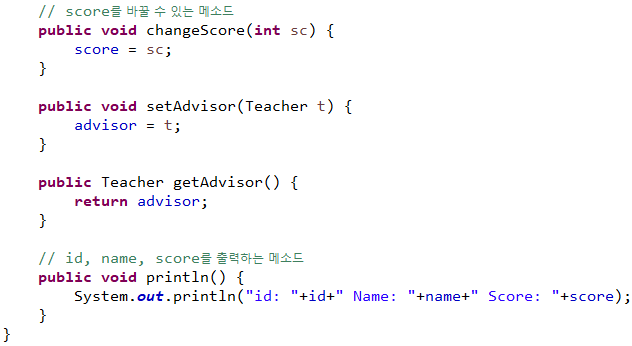 // score를 바꿀 수 있는 메소드
public void changeScore(int sc) {
score = sc;
}
public void setAdvisor(Teacher t) {
advisor = t;
}
public Teacher getAdvisor() {
return advisor;
}
// id, name, score를 출력하는 메소드
public void println() {
System.out.println("id: "+id+" Name: "+name+" Score: "+score);
}
}